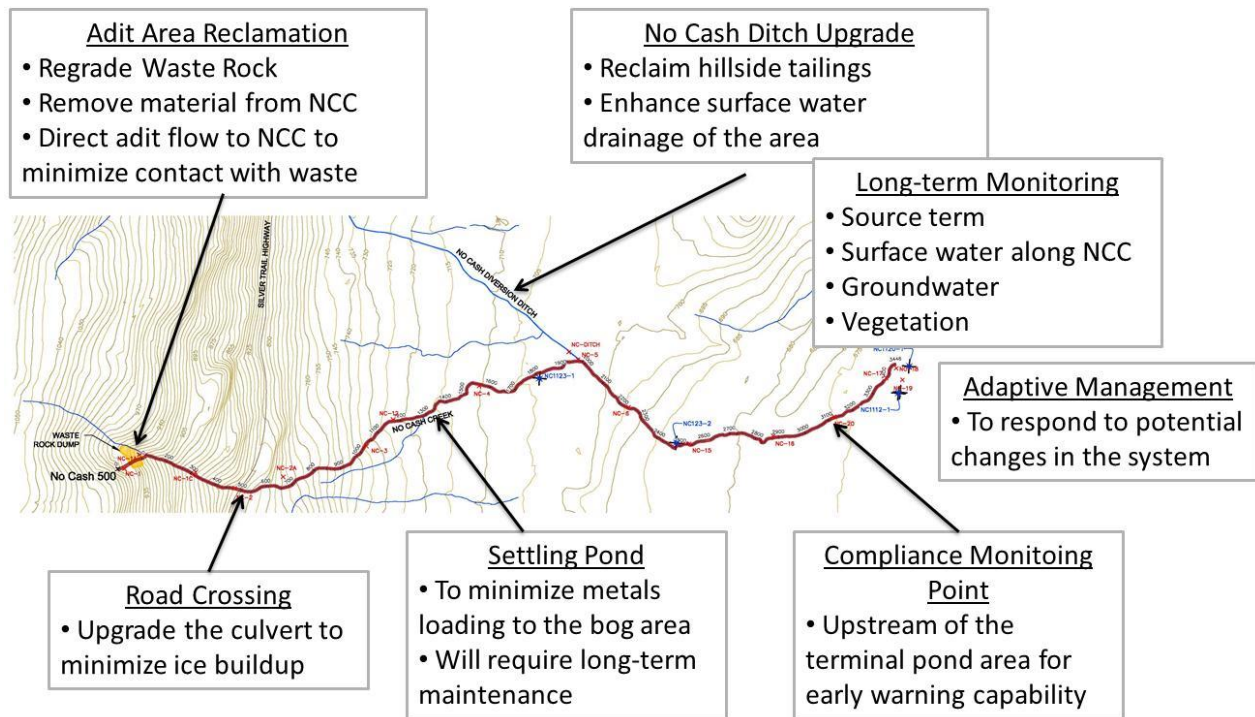 Adit Area Reclamation
• Regrade Waste Rock
• Remove material from NCC
• Direct adit flow to NCC to
minimize contact with waste
No Cash Ditch Upgrade
• Reclaim hillside tailings
• Enhance surface water
drainage of the area
Long-term Monitoring
• Source term
• Surface water along NCC
• Groundwater
• Vegetation
Adaptive Management
• To respond to potential
changes in the system
SILVER TRAIL HIGHWAY
NO CASH DIVERSION DITCH
NC-DITCH
NC-5
NC1123-1
NC-4
NO CASH CREEK
NC-3
NC-2A
NC-1C
WASTE
ROCK DUMP
No Cash 500
NC-6
NC123-2
NC-15
NC-16
NC-20
NC-17
NC-19
NC1112-1
3446
Road Crossing
• Upgrade the culvert to
minimize ice buildup
Settling Pond
• To minimize metals
loading to the bog area
• Will require long-term
maintenance
Compliance Monitoing
Point
• Upstream of the
terminal pond area for
early warning capability